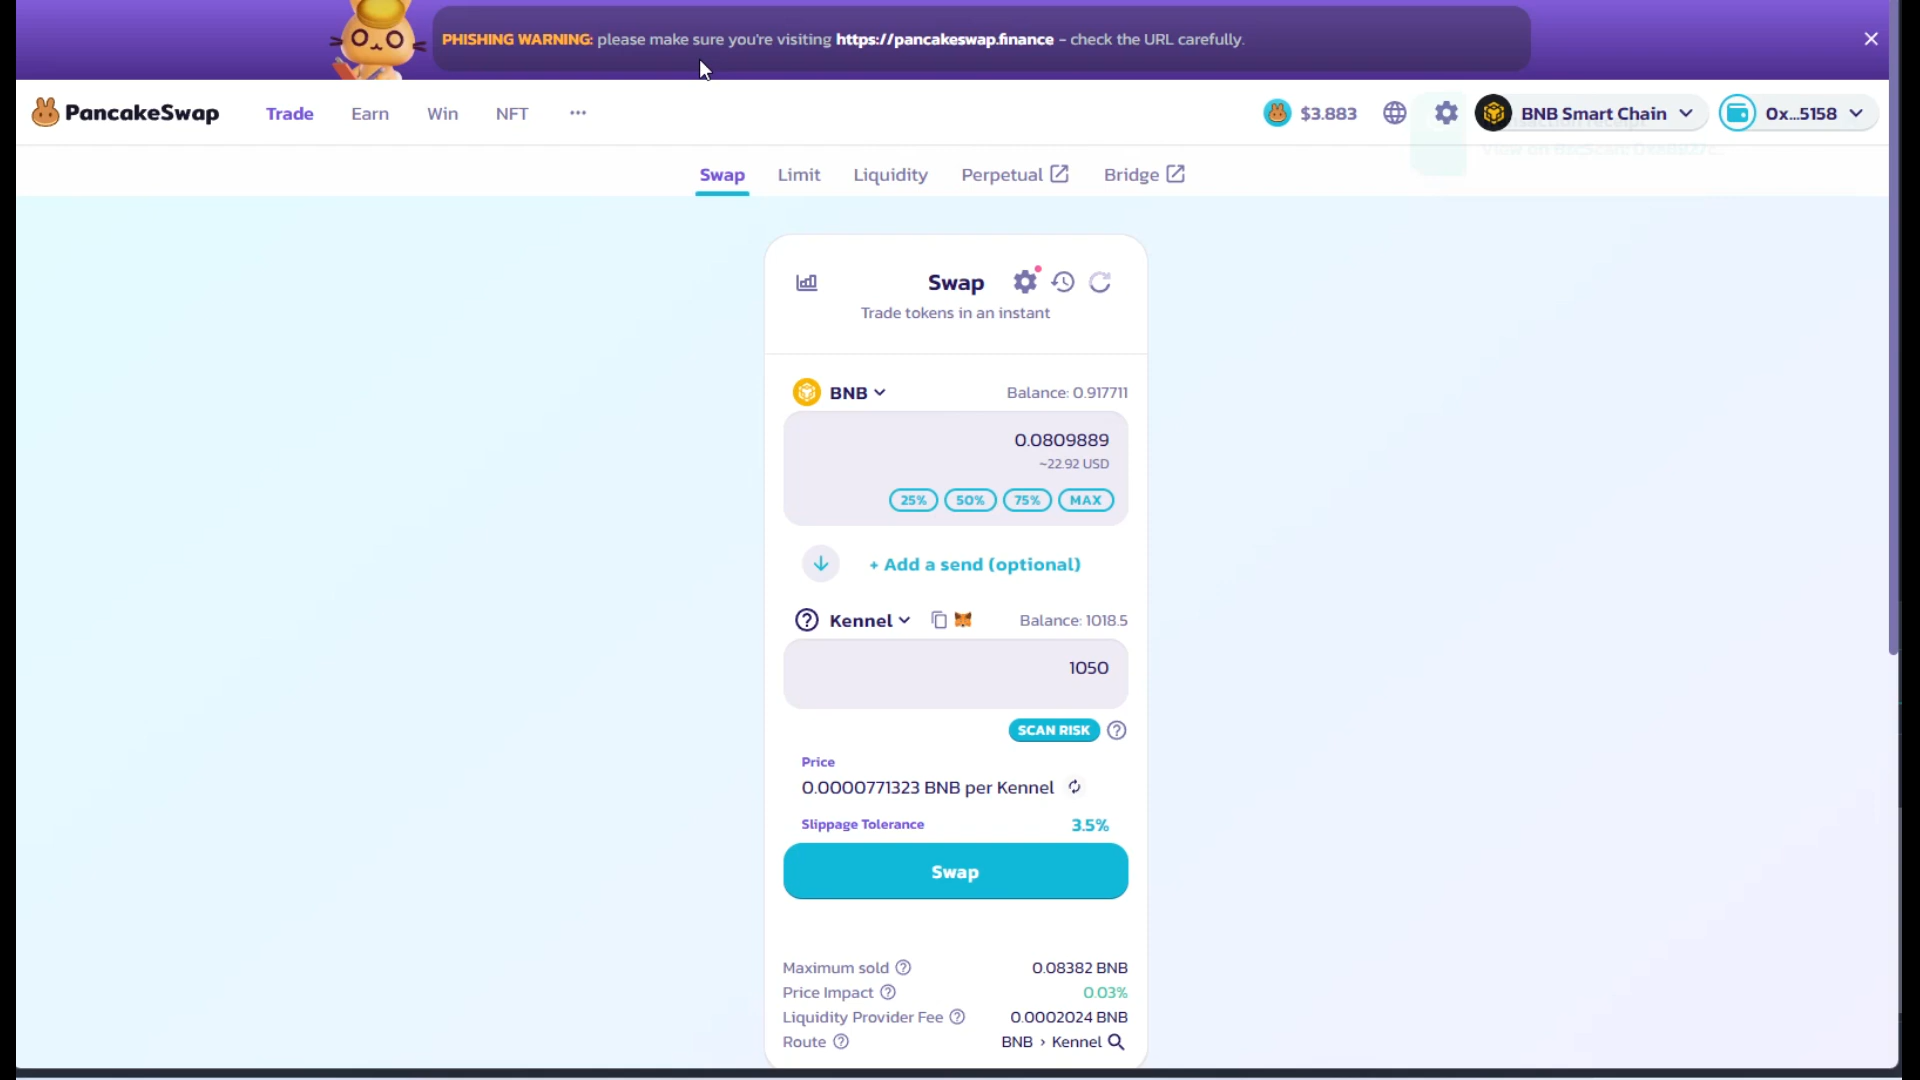 PHISHING WARNING: please make sure you're visiting https://pancakeswap.finance - check the URL carefully.
PancakeSwap Trade Earn Win NFT ... $3.883 BNB Smart Chain 0x...5158
Swap Limit Liquidity Perpetual Bridge
Swap
Trade tokens in an instant
BNB Balance: 0.917711
0.0809889
~22.92 USD
25% 50% 75% MAX
+ Add a send (optional)
Kennel Balance: 1018.5
1050
SCAN RISK
Price
0.0000771323 BNB per Kennel
Slippage Tolerance 3.5%
Swap
Maximum sold 0.08382 BNB
Price Impact 0.03%
Liquidity Provider Fee 0.0002024 BNB
Route BNB > Kennel